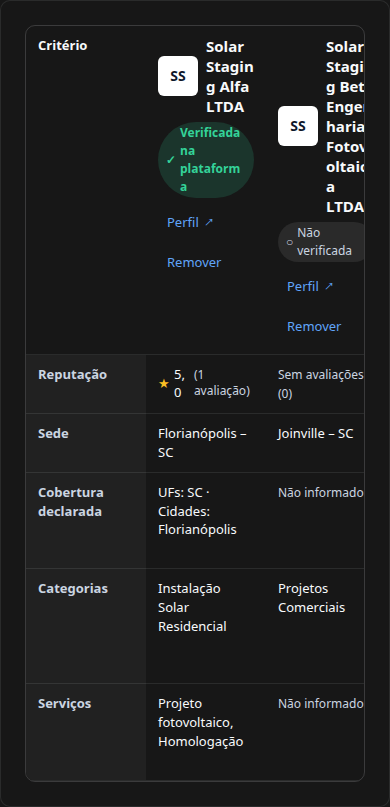 Critério
SS
Solar
Stagin
g Alfa
LTDA
✓ Verificada
na
plataform
a
Perfil ↗
Remover
SS
Solar
Stagi
g Bet
Enge
haria
Fotov
oltaic
a
LTDA
○ Não
verificada
Perfil ↗
Remover
Reputação
★ 5,
0
(1
avaliação)
Sem avaliações
(0)
Sede
Florianópolis –
SC
Joinville – SC
Cobertura
declarada
UFs: SC ·
Cidades:
Florianópolis
Não informado
Categorias
Instalação
Solar
Residencial
Projetos
Comerciais
Serviços
Projeto
fotovoltaico,
Homologação
Não informado